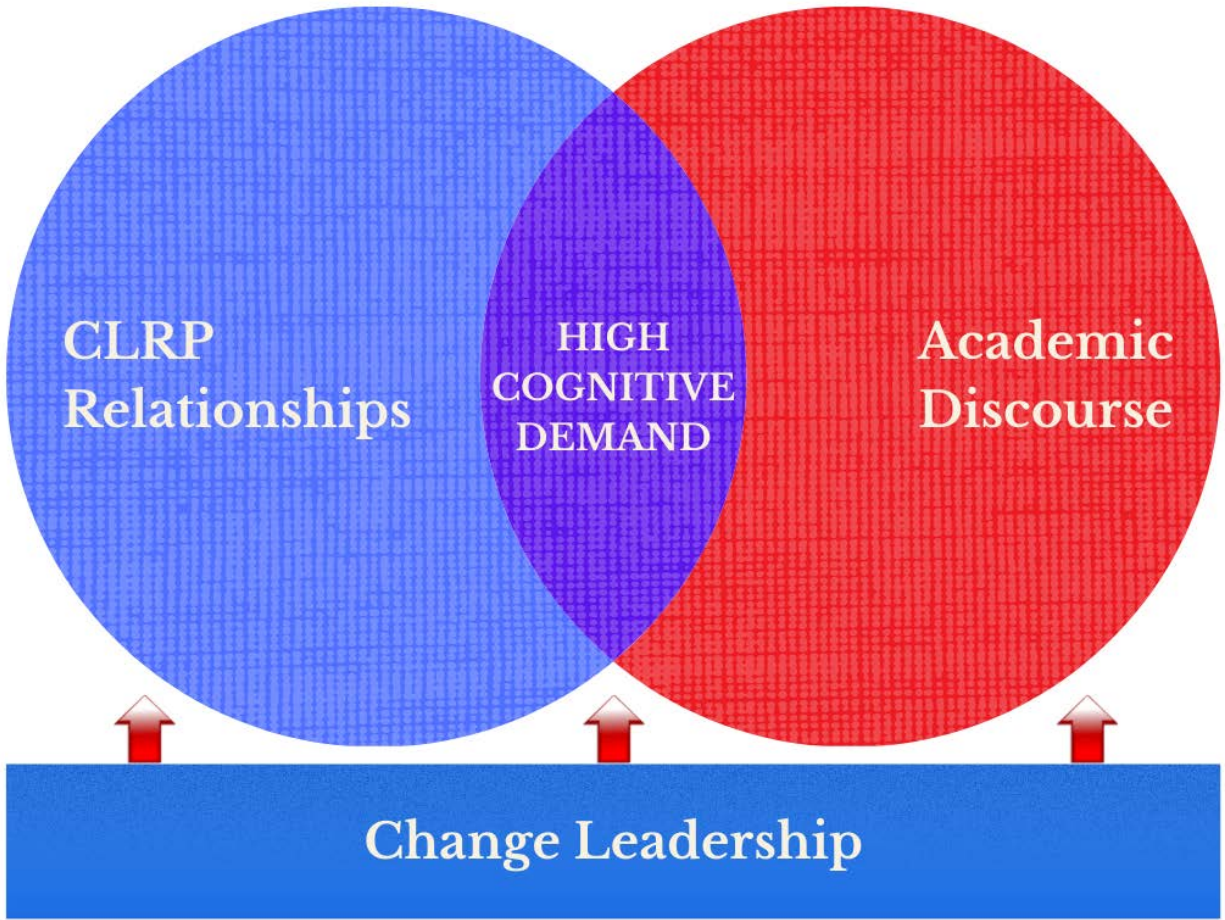 CLRP
Relationships
HIGH
COGNITIVE
DEMAND
Academic
Discourse
Change Leadership